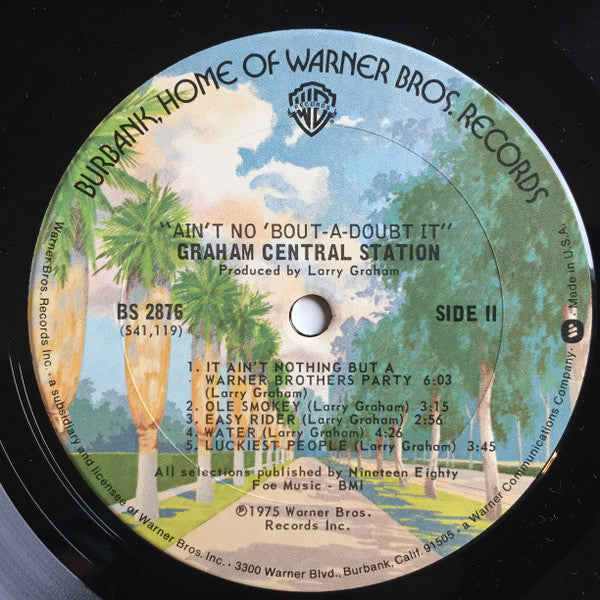 BURBANK, HOME OF WARNER BROS. RECORDS
WB
RECORDS
"AIN'T NO 'BOUT-A-DOUBT IT"
GRAHAM CENTRAL STATION
Produced by Larry Graham
BS 2876
(S41,119)
SIDE II
1. IT AIN'T NOTHING BUT A
WARNER BROTHERS PARTY 6:03
(Larry Graham)
2. OLE SMOKEY (Larry Graham) 3:15
3. EASY RIDER (Larry Graham) 2:56
4. WATER (Larry Graham) 4:26
5. LUCKIEST PEOPLE (Larry Graham) 3:45
All selections published by Nineteen Eighty
Foe Music - BMI
℗1975 Warner Bros.
Records Inc.
Warner Bros. Records Inc. · a subsidiary and licensee of Warner Bros. Inc. · 3300 Warner Blvd., Burbank, Calif. 91505 · a Warner Communications Company · Made in U.S.A.